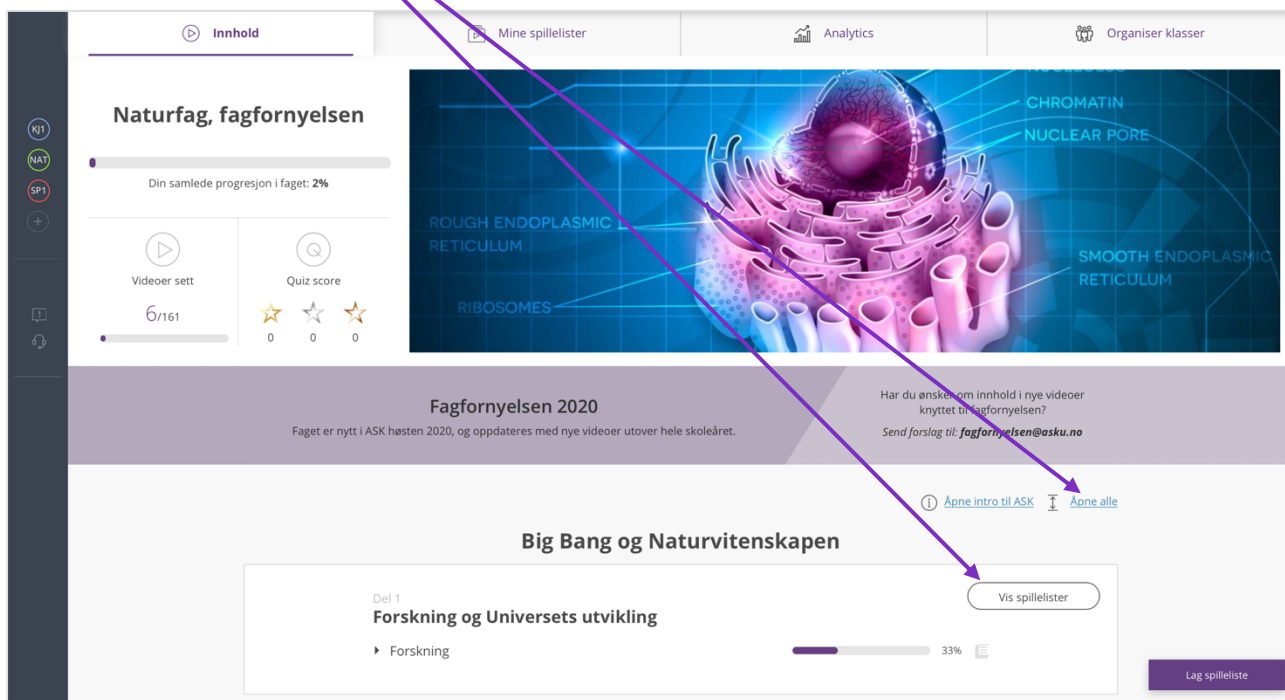 Innhold
Mine spillelister
Analytics
Organiser klasser
KJ1
NAT
SP1
Naturfag, fagfornyelsen
Din samlede progresjon i faget: 2%
Videoer sett
6/161
Quiz score
0 0 0
CHROMATIN
NUCLEAR PORE
ROUGH ENDOPLASMIC
RETICULUM
RIBOSOMES
SMOOTH ENDOPLASMIC
RETICULUM
Fagfornyelsen 2020
Faget er nytt i ASK høsten 2020, og oppdateres med nye videoer utover hele skoleåret.
Har du ønsker om innhold i nye videoer
knyttet til fagfornyelsen?
Send forslag til: fagfornyelsen@asku.no
Åpne intro til ASK
Åpne alle
Big Bang og Naturvitenskapen
Del 1
Forskning og Universets utvikling
Vis spillelister
Forskning
33%
Lag spilleliste